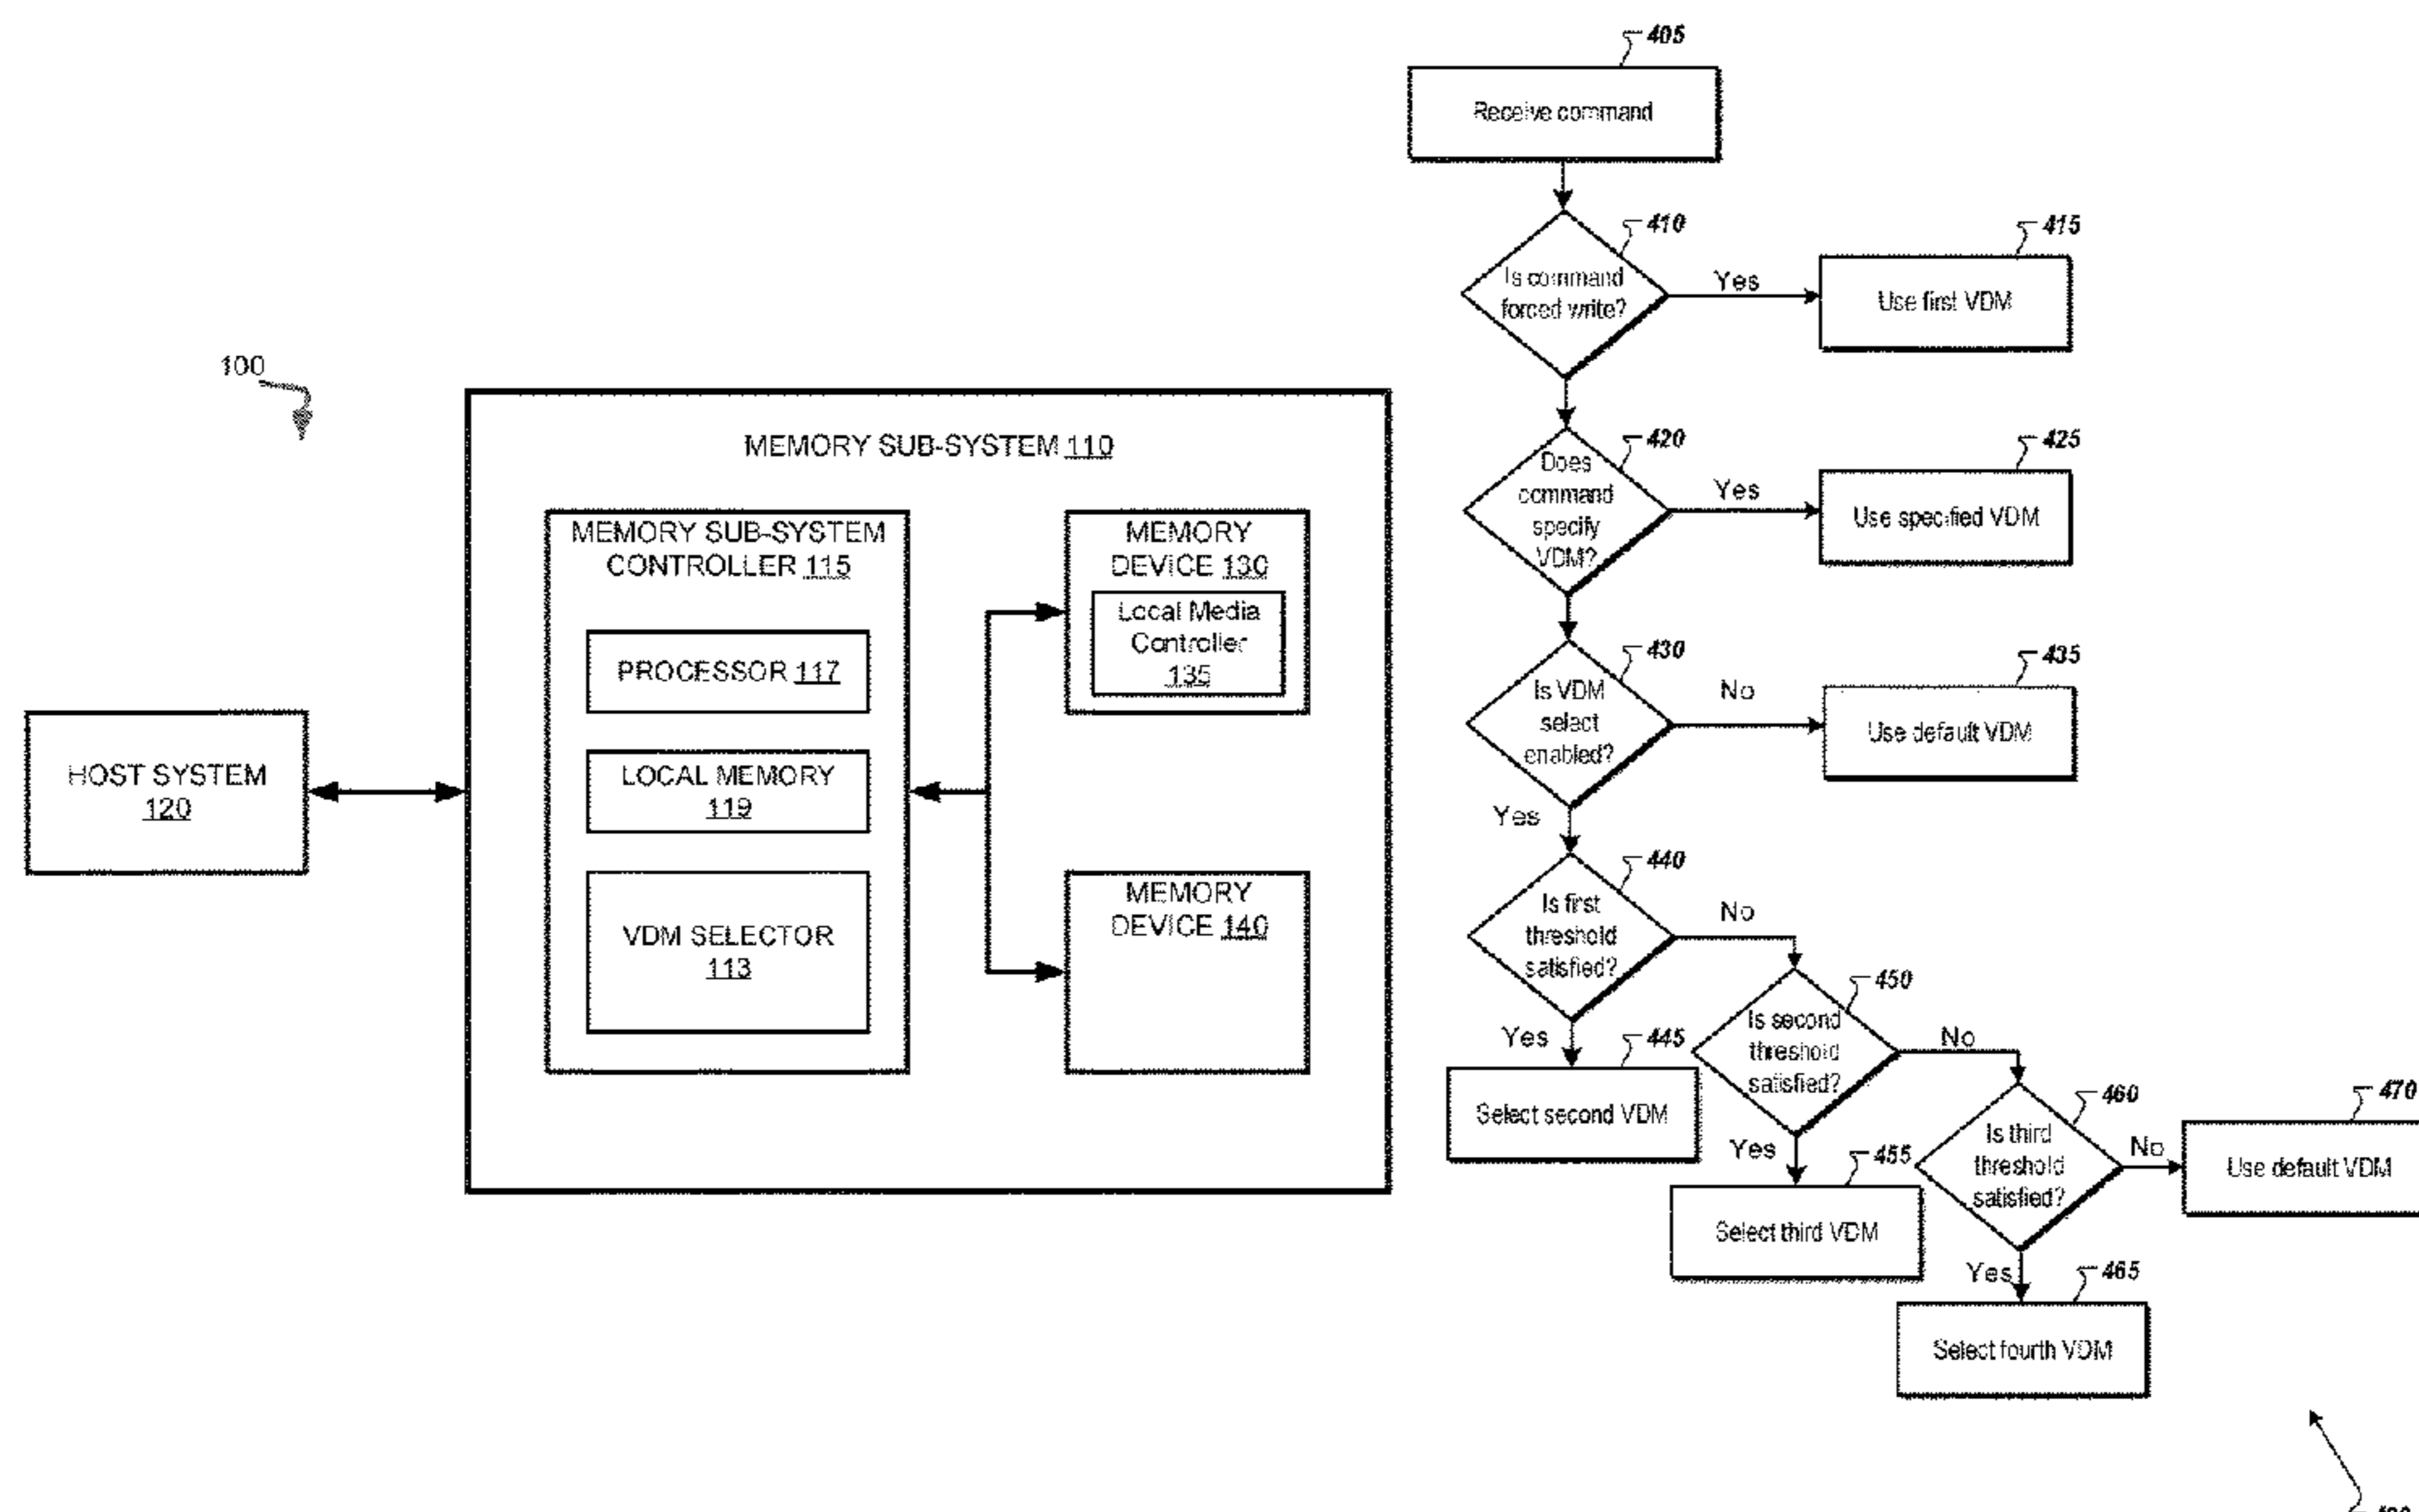 100
MEMORY SUB-SYSTEM 110
MEMORY SUB-SYSTEM
CONTROLLER 115
PROCESSOR 117
LOCAL MEMORY
119
VDM SELECTOR
113
MEMORY
DEVICE 130
Local Media
Controller
135
MEMORY
DEVICE 140
HOST SYSTEM
120
405
Receive command
410
Is command
forced write?
Yes
415
Use first VDM
420
Does
command
specify
VDM?
Yes
425
Use specified VDM
430
Is VDM
select
enabled?
No
435
Use default VDM
Yes
440
Is first
threshold
satisfied?
No
Yes
445
Select second VDM
450
Is second
threshold
satisfied?
No
Yes
455
Select third VDM
460
Is third
threshold
satisfied?
No
470
Use default VDM
Yes
465
Select fourth VDM